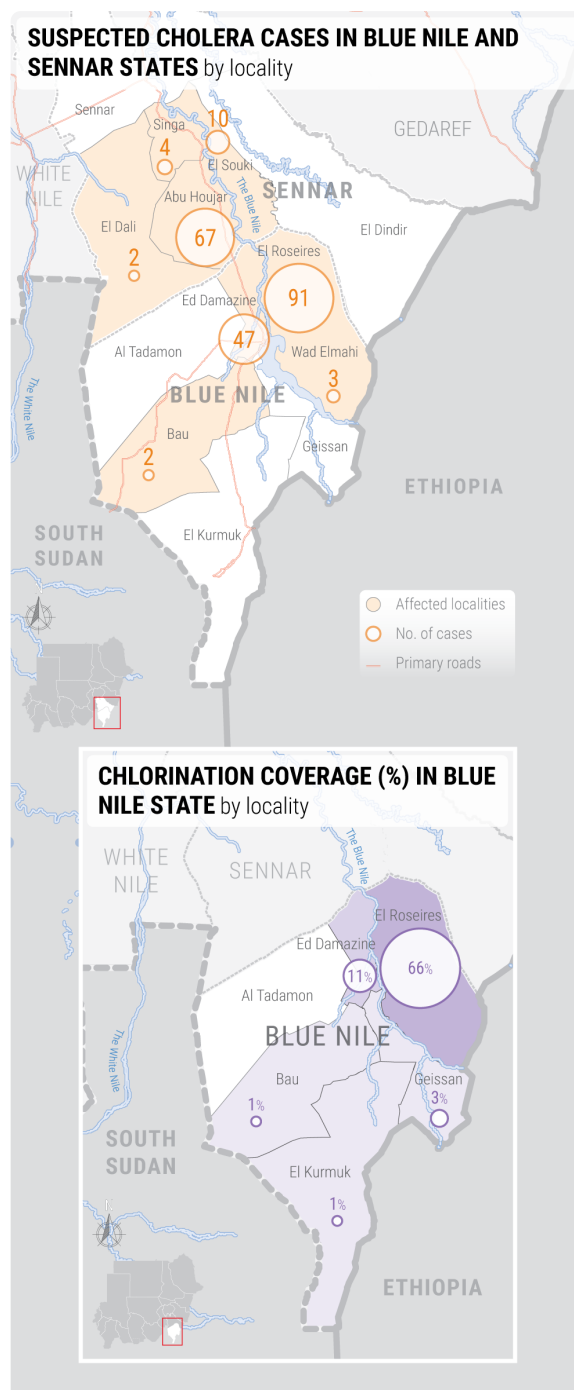 SUSPECTED CHOLERA CASES IN BLUE NILE AND
SENNAR STATES by locality
Sennar
Singa
10
GEDAREF
4
El Souki
WHITE
NILE
SENNAR
Abu Houjar
The Blue Nile
El Dali
El Dindir
67
El Roseires
2
91
Ed Damazine
47
Al Tadamon
Wad Elmahi
3
BLUE NILE
The White Nile
Bau
Geissan
2
ETHIOPIA
SOUTH
SUDAN
El Kurmuk
N
Affected localities
No. of cases
Primary roads
CHLORINATION COVERAGE (%) IN BLUE
NILE STATE by locality
The Blue Nile
WHITE
NILE
SENNAR
El Roseires
Ed Damazine
66%
11%
Al Tadamon
BLUE NILE
The White Nile
Bau
Geissan
1%
3%
SOUTH
SUDAN
El Kurmuk
1%
N
ETHIOPIA